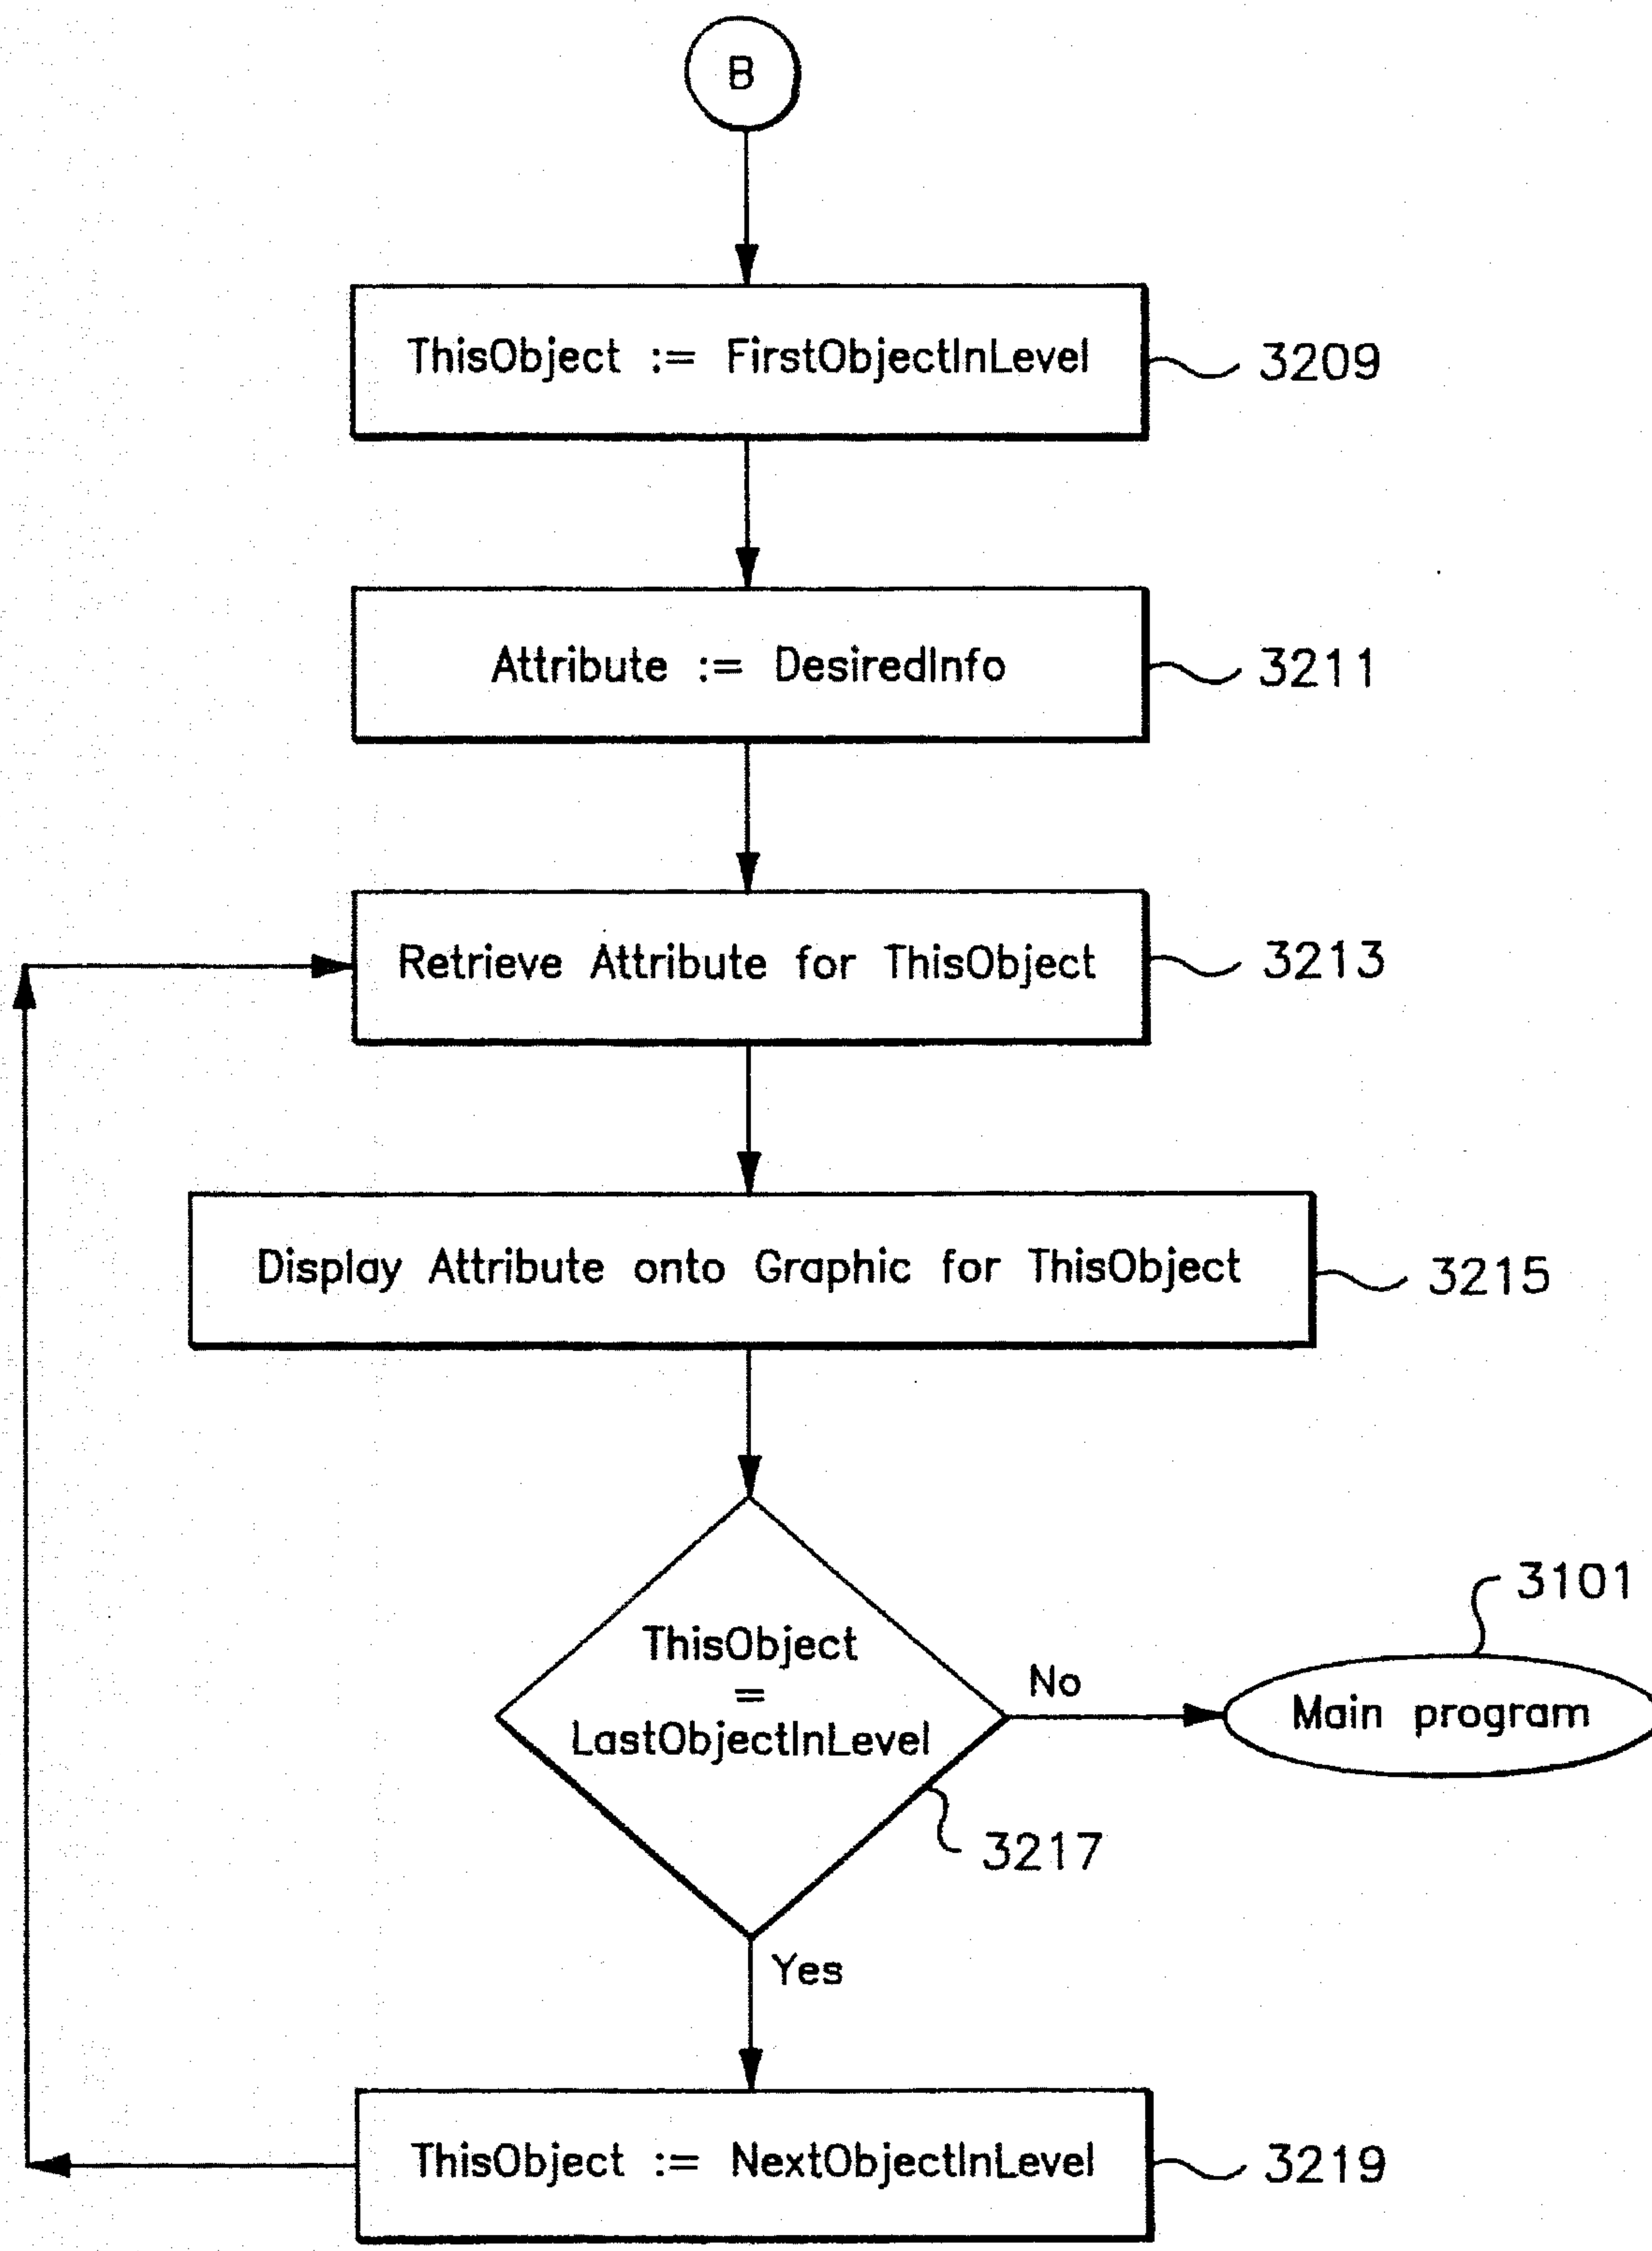 B
ThisObject := FirstObjectInLevel
3209
Attribute := DesiredInfo
3211
Retrieve Attribute for ThisObject
3213
Display Attribute onto Graphic for ThisObject
3215
ThisObject
=
LastObjectInLevel
No
Main program
3101
3217
Yes
ThisObject := NextObjectInLevel
3219